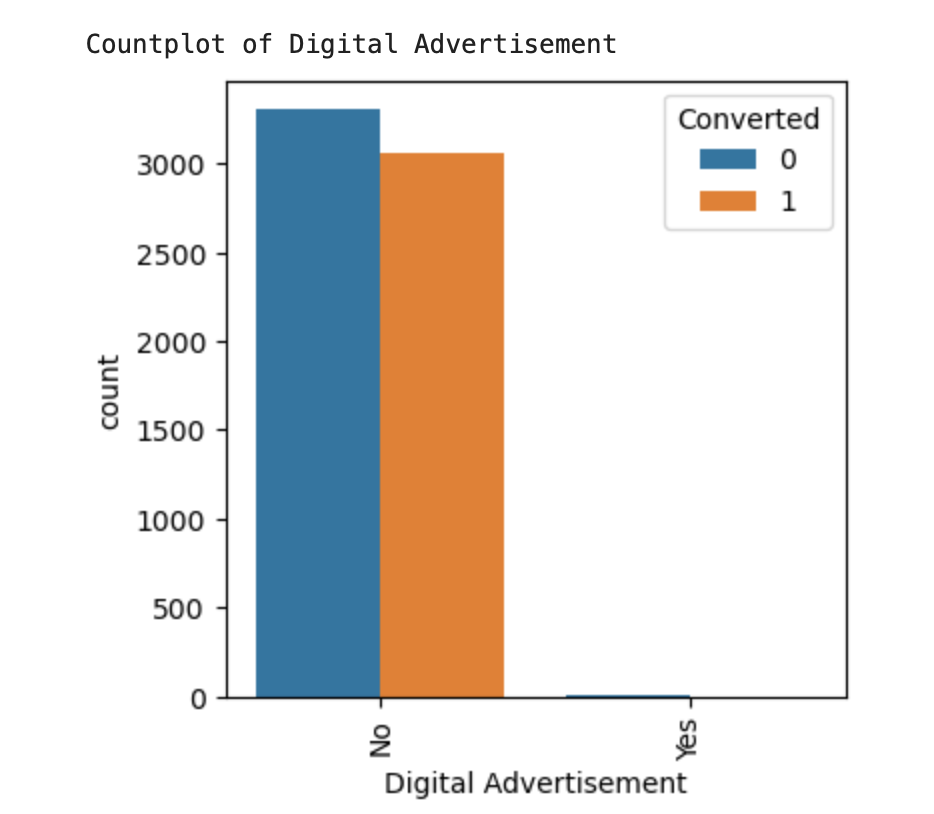 Countplot of Digital Advertisement
Converted
0
1
3000
2500
2000
1500
1000
500
0
count
No
Yes
Digital Advertisement